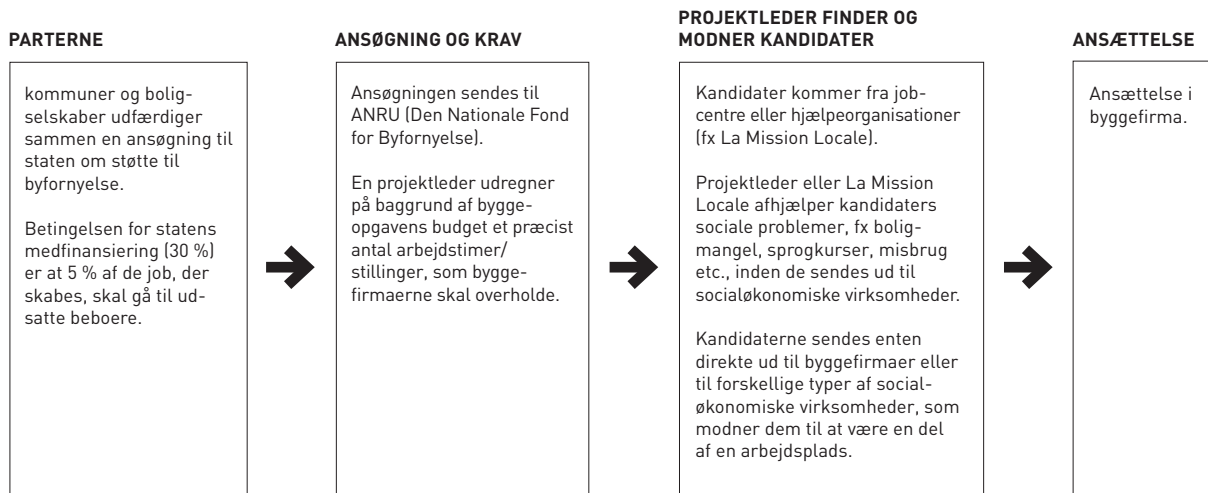 PARTERNE
kommuner og bolig-
selskaber udfærdiger
sammen en ansøgning til
staten om støtte til
byfornyelse.
Betingelsen for statens
medfinansiering (30 %)
er at 5 % af de job, der
skabes, skal gå til ud-
satte beboere.
ANSØGNING OG KRAV
Ansøgningen sendes til
ANRU (Den Nationale Fond
for Byfornyelse).
En projektleder udregner
på baggrund af bygge-
opgavens budget et præcist
antal arbejdstimer/
stillinger, som bygge-
firmaerne skal overholde.
PROJEKTLEDER FINDER OG
MODNER KANDIDATER
Kandidater kommer fra job-
centre eller hjælpeorganisationer
(fx La Mission Locale).
Projektleder eller La Mission
Locale afhjælper kandidaters
sociale problemer, fx bolig-
mangel, sprogkurser, misbrug
etc., inden de sendes ud til
socialøkonomiske virksomheder.
Kandidaterne sendes enten
direkte ud til byggefirmaer eller
til forskellige typer af social-
økonomiske virksomheder, som
modner dem til at være en del
af en arbejdsplads.
ANSÆTTELSE
Ansættelse i
byggefirma.